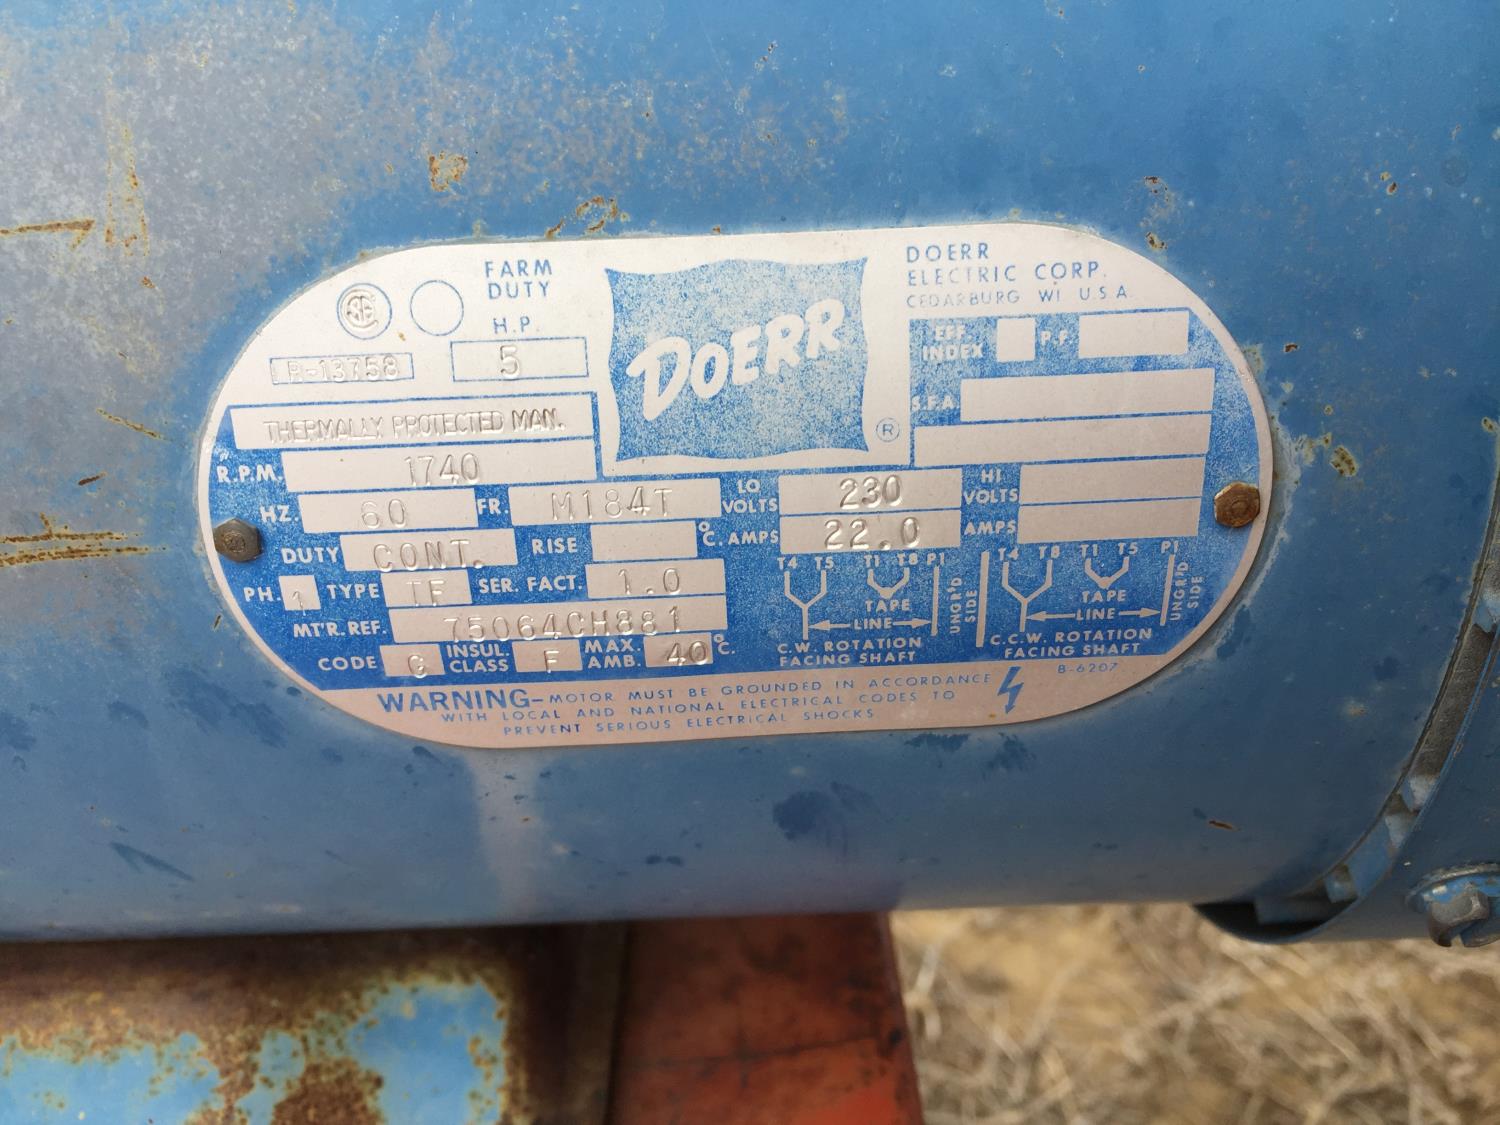 FARM
DUTY
H.P.
5
LR-13758
THERMALLY PROTECTED MAN.
R.P.M. 1740
HZ. 60 FR. M184T
DUTY CONT. RISE °C.
PH. 1 TYPE TF SER. FACT. 1.0
MT'R. REF. 75064CH881
CODE G INSUL. CLASS F MAX. AMB. 40 °C.
DOERR ®
DOERR
ELECTRIC CORP.
CEDARBURG WI U.S.A.
EFF. INDEX P.F.
S.F.A.
LO VOLTS 230 HI VOLTS
AMPS 22.0 AMPS
T4 T5 T1 T8 P1
TAPE
LINE
UNGR'D SIDE
C.W. ROTATION
FACING SHAFT
T4 T8 T1 T5 P1
TAPE
LINE
UNGR'D SIDE
C.C.W. ROTATION
FACING SHAFT
B-6207
WARNING-MOTOR MUST BE GROUNDED IN ACCORDANCE
WITH LOCAL AND NATIONAL ELECTRICAL CODES TO
PREVENT SERIOUS ELECTRICAL SHOCKS